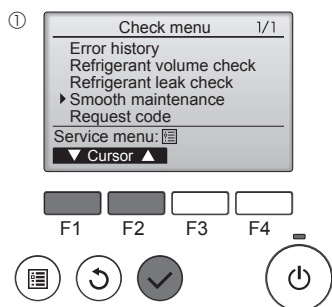 ①
Check menu 1/1
Error history
Refrigerant volume check
Refrigerant leak check
Smooth maintenance
Request code
Service menu:
▼ Cursor ▲
F1 F2 F3 F4